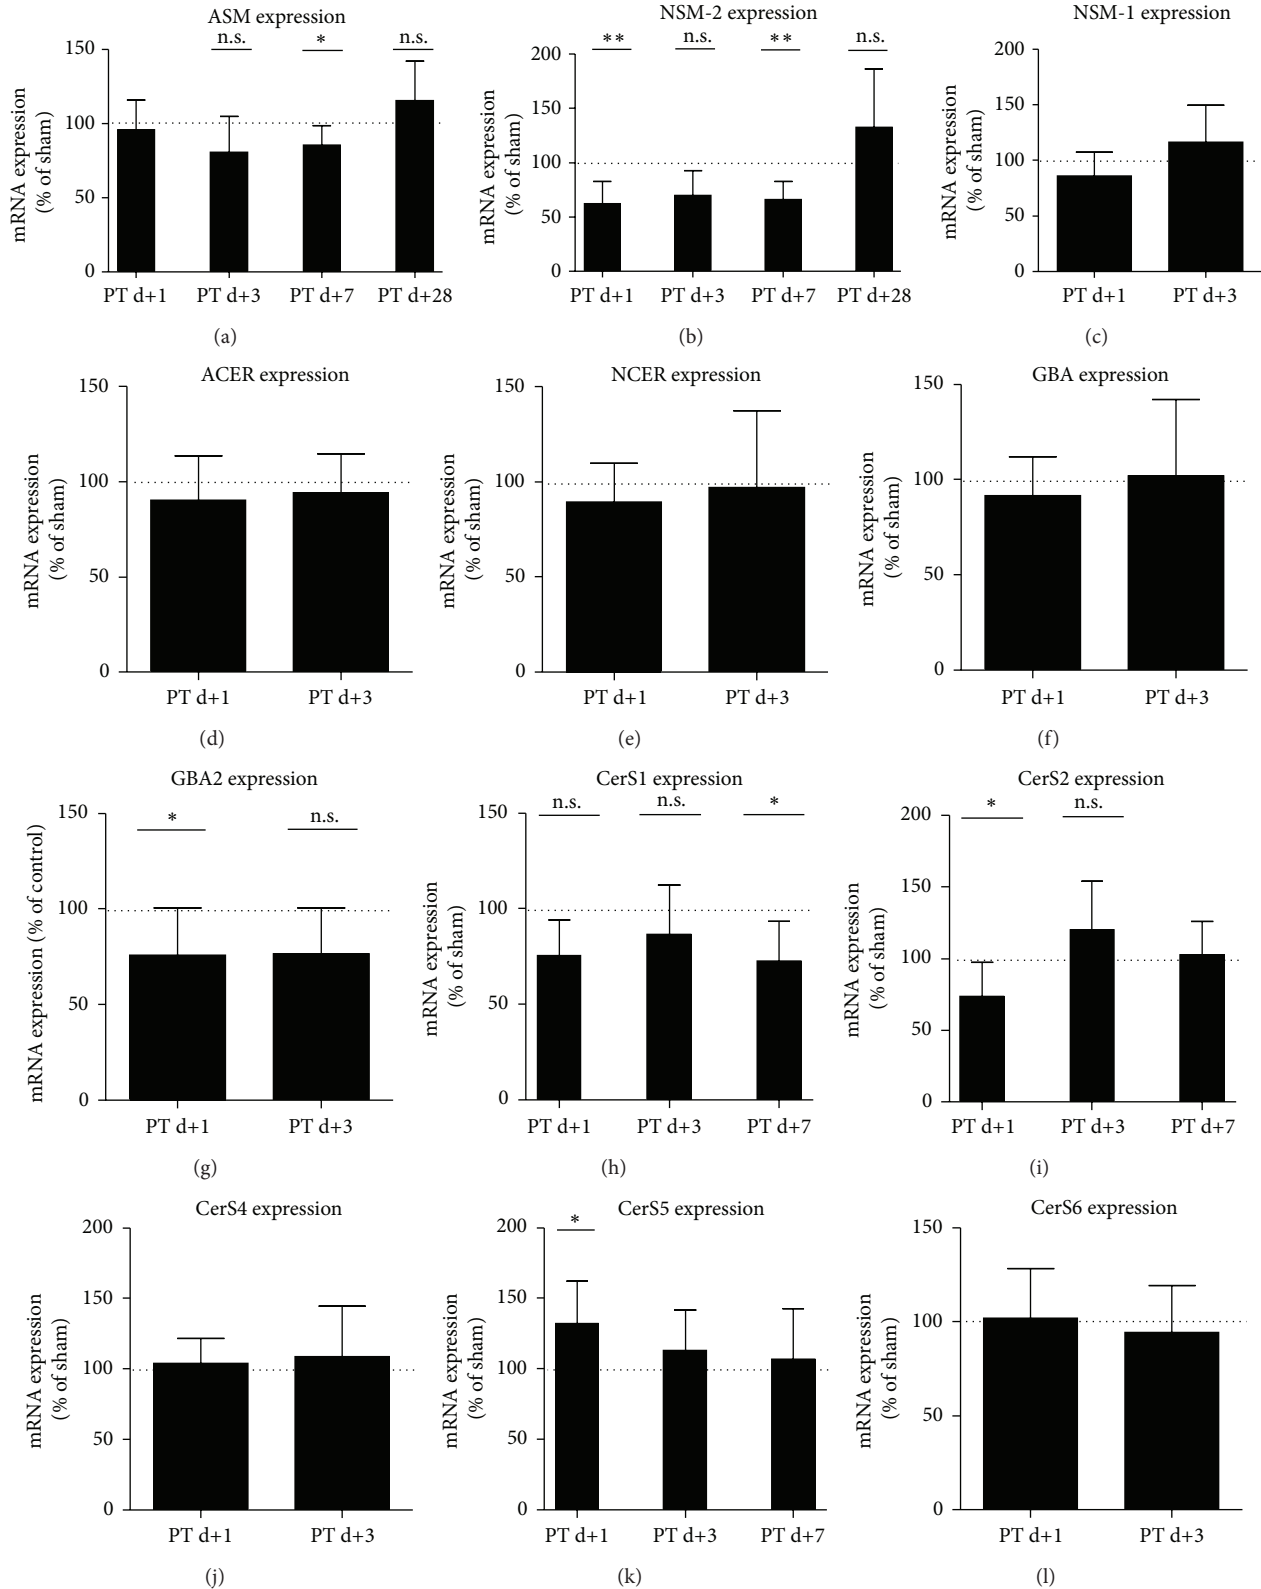 ASM expression
n.s.
*
n.s.
mRNA expression
(% of sham)
150
100
50
0
PT d+1
PT d+3
PT d+7
PT d+28
(a)
NSM-2 expression
**
n.s.
**
n.s.
mRNA expression
(% of sham)
200
150
100
50
0
PT d+1
PT d+3
PT d+7
PT d+28
(b)
NSM-1 expression
mRNA expression
(% of sham)
200
150
100
50
0
PT d+1
PT d+3
(c)
ACER expression
mRNA expression
(% of sham)
150
100
50
0
PT d+1
PT d+3
(d)
NCER expression
mRNA expression
(% of sham)
150
100
50
0
PT d+1
PT d+3
(e)
GBA expression
mRNA expression
(% of sham)
150
100
50
0
PT d+1
PT d+3
(f)
GBA2 expression
*
n.s.
mRNA expression (% of control)
150
100
50
0
PT d+1
PT d+3
(g)
CerS1 expression
n.s.
n.s.
*
mRNA expression
(% of sham)
150
100
50
0
PT d+1
PT d+3
PT d+7
(h)
CerS2 expression
*
n.s.
mRNA expression
(% of sham)
200
150
100
50
0
PT d+1
PT d+3
PT d+7
(i)
CerS4 expression
mRNA expression
(% of sham)
200
150
100
50
0
PT d+1
PT d+3
(j)
CerS5 expression
*
mRNA expression
(% of sham)
200
150
100
50
0
PT d+1
PT d+3
PT d+7
(k)
CerS6 expression
mRNA expression
(% of sham)
150
100
50
0
PT d+1
PT d+3
(l)